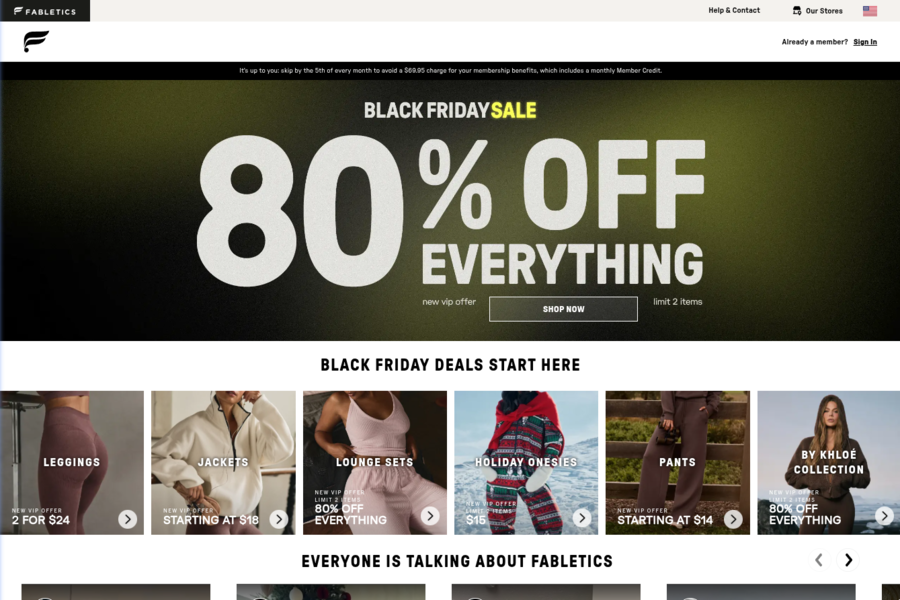 FABLETICS
Help & Contact
Our Stores
Already a member? Sign In
It's up to you: skip by the 5th of every month to avoid a $69.95 charge for your membership benefits, which includes a monthly Member Credit.
BLACK FRIDAY SALE
80% OFF
EVERYTHING
new vip offer
SHOP NOW
limit 2 items
BLACK FRIDAY DEALS START HERE
LEGGINGS
NEW VIP OFFER
2 FOR $24
JACKETS
NEW VIP OFFER
STARTING AT $18
LOUNGE SETS
NEW VIP OFFER
LIMIT 2 ITEMS
80% OFF
EVERYTHING
HOLIDAY ONESIES
NEW VIP OFFER
LIMIT 2 ITEMS
$15
PANTS
NEW VIP OFFER
STARTING AT $14
BY KHLOÉ
COLLECTION
NEW VIP OFFER
LIMIT 2 ITEMS
80% OFF
EVERYTHING
EVERYONE IS TALKING ABOUT FABLETICS